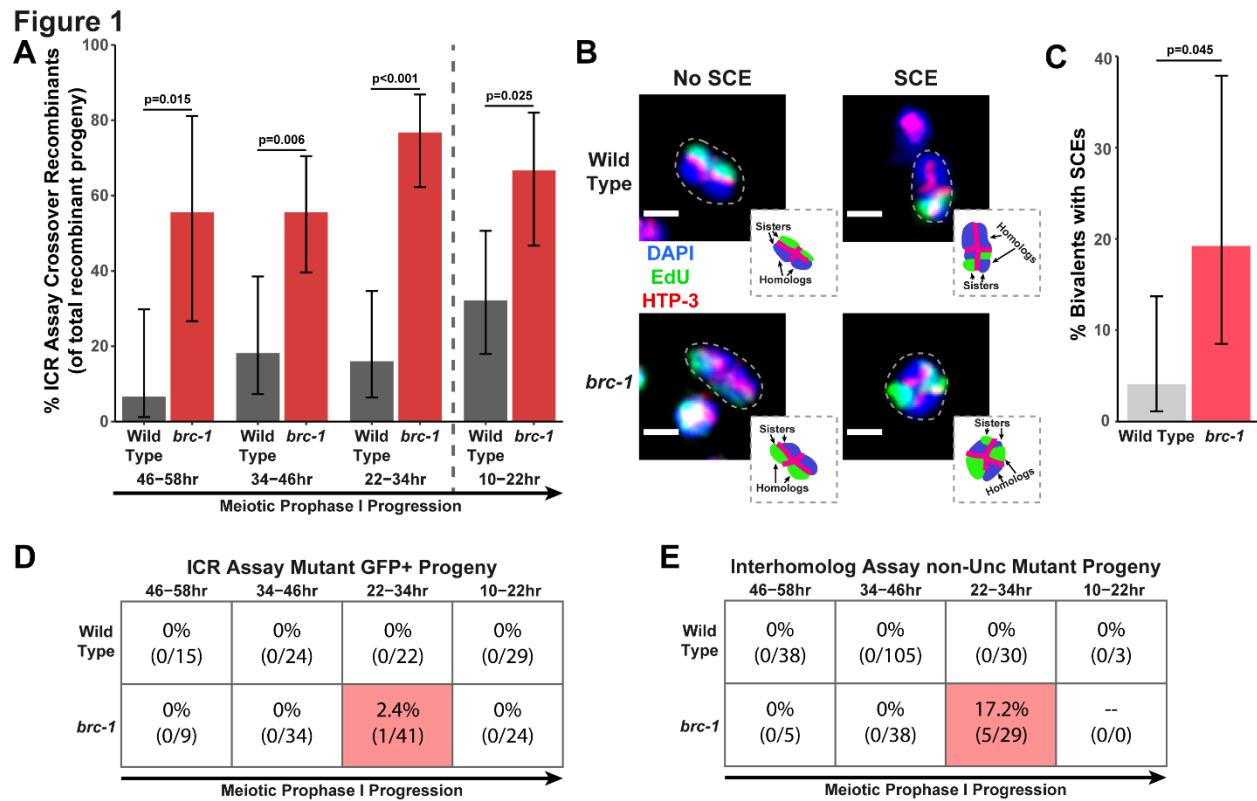 Figure 1
A
% ICR Assay Crossover Recombinants
(of total recombinant progeny)
100
80
60
40
20
0
p=0.015
p=0.006
p<0.001
p=0.025
Wild
Type
brc-1
Wild
Type
brc-1
Wild
Type
brc-1
Wild
Type
brc-1
46−58hr
34−46hr
22−34hr
10−22hr
Meiotic Prophase I Progression
B
No SCE
SCE
Wild
Type
Sisters
Homologs
Homologs
Sisters
DAPI
EdU
HTP-3
brc-1
Sisters
Homologs
Sisters
Homologs
C
% Bivalents with SCEs
40
30
20
10
0
p=0.045
Wild Type
brc-1
D
ICR Assay Mutant GFP+ Progeny
46−58hr 34−46hr 22−34hr 10−22hr
Wild
Type
0% 0% 0% 0%
(0/15) (0/24) (0/22) (0/29)
brc-1
0% 0% 2.4% 0%
(0/9) (0/34) (1/41) (0/24)
Meiotic Prophase I Progression
E
Interhomolog Assay non-Unc Mutant Progeny
46−58hr 34−46hr 22−34hr 10−22hr
Wild
Type
0% 0% 0% 0%
(0/38) (0/105) (0/30) (0/3)
brc-1
0% 0% 17.2% --
(0/5) (0/38) (5/29) (0/0)
Meiotic Prophase I Progression